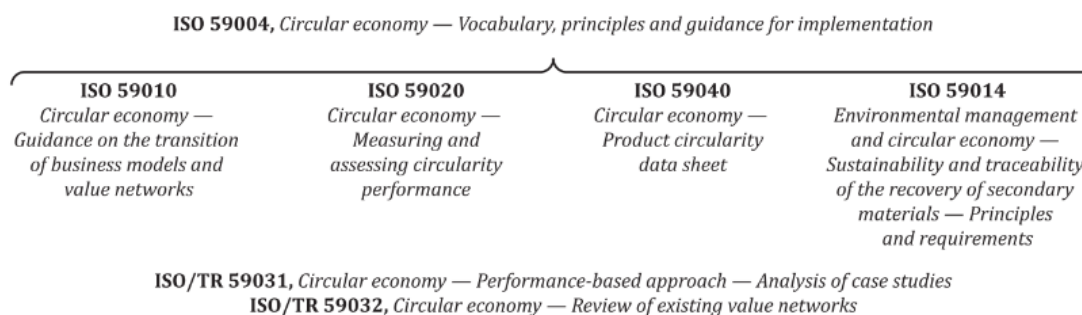 ISO 59004, Circular economy — Vocabulary, principles and guidance for implementation
ISO 59010
Circular economy —
Guidance on the transition
of business models and
value networks
ISO 59020
Circular economy —
Measuring and
assessing circularity
performance
ISO 59040
Circular economy —
Product circularity
data sheet
ISO 59014
Environmental management
and circular economy —
Sustainability and traceability
of the recovery of secondary
materials — Principles
and requirements
ISO/TR 59031, Circular economy — Performance-based approach — Analysis of case studies
ISO/TR 59032, Circular economy — Review of existing value networks